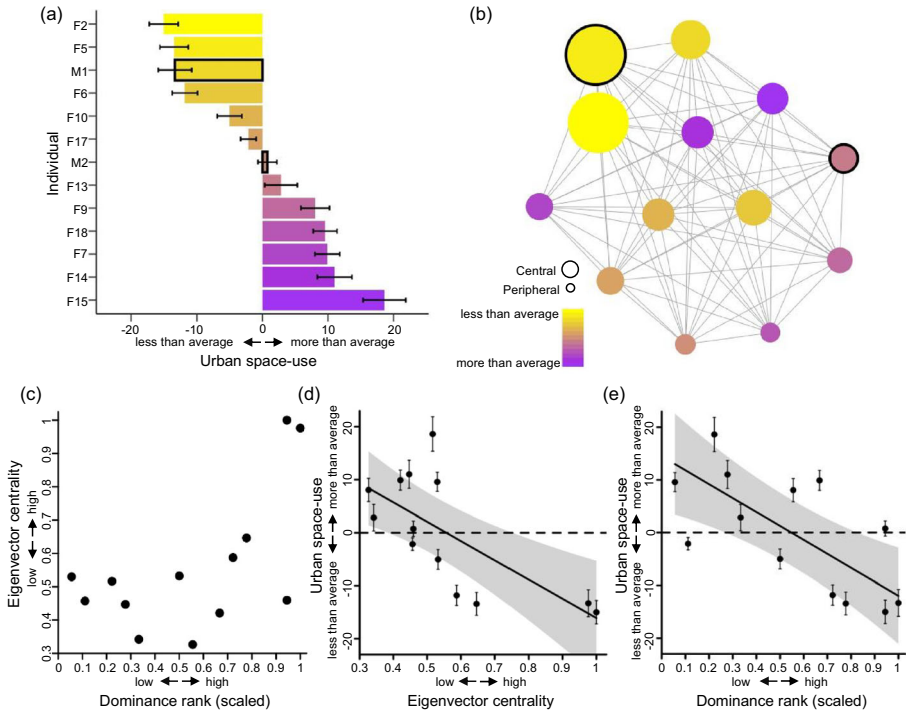 (a)
Individual
F2
F5
M1
F6
F10
F17
M2
F13
F9
F18
F7
F14
F15
-20 -10 0 10 20
less than average more than average
Urban space-use
(b)
Central
Peripheral
less than average
more than average
(c)
Eigenvector centrality
low high
1
0.9
0.8
0.7
0.6
0.5
0.4
0.3
0 0.1 0.2 0.3 0.4 0.5 0.6 0.7 0.8 0.9 1
low high
Dominance rank (scaled)
(d)
Urban space-use
less than average more than average
20
10
0
-10
-20
0.3 0.4 0.5 0.6 0.7 0.8 0.9 1
low high
Eigenvector centrality
(e)
Urban space-use
less than average more than average
20
10
0
-10
-20
0.1 0.2 0.3 0.4 0.5 0.6 0.7 0.8 0.9 1
low high
Dominance rank (scaled)